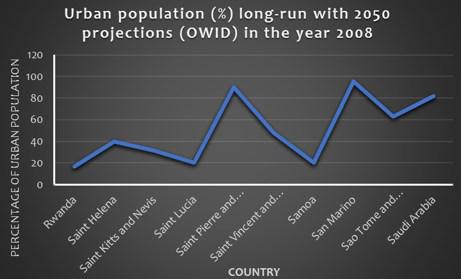 Urban population (%) long-run with 2050
projections (OWID) in the year 2008
PERCENTAGE OF URBAN POPULATION
120
100
80
60
40
20
0
Rwanda
Saint Helena
Saint Kitts and Nevis
Saint Lucia
Saint Pierre and...
Saint Vincent and...
Samoa
San Marino
Sao Tome and...
Saudi Arabia
COUNTRY